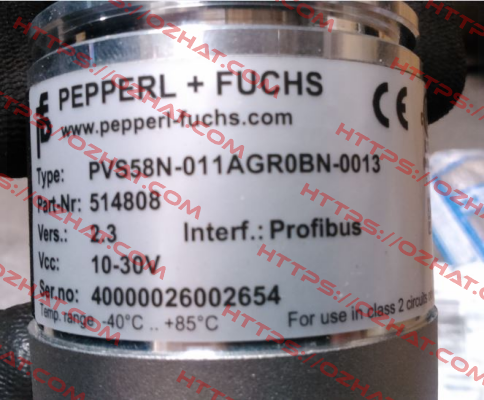 PEPPERL + FUCHS
www.pepperl-fuchs.com
CE
Type: PVS58N-011AGR0BN-0013
Part-Nr: 514808
Vers.: 2.3 Interf.: Profibus
Vcc: 10-30V
Ser.no: 40000026002654
Temp. range -40°C .. +85°C For use in class 2 circuits
HTTPS://OZHAT.COM